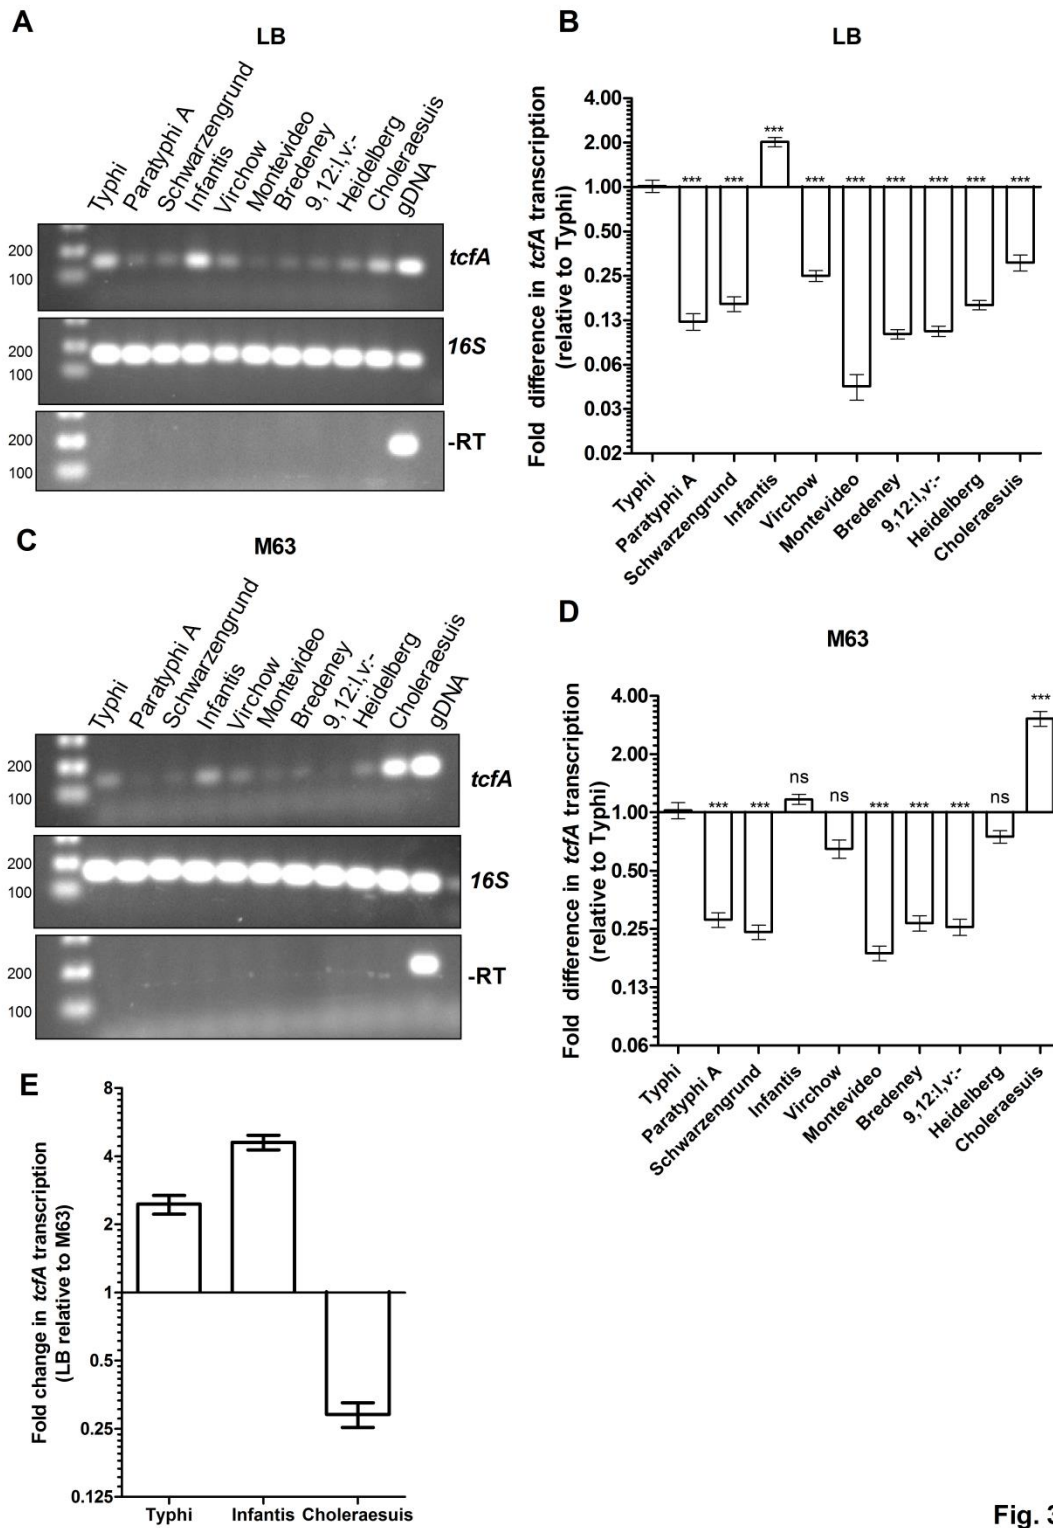 A
LB
Typhi
Paratyphi A
Schwarzengrund
Infantis
Virchow
Montevideo
Bredeney
9,12:l,v:-
Heidelberg
Choleraesuis
gDNA
200
100
tcfA
200
100
16S
200
100
-RT
B
LB
Fold difference in tcfA transcription
(relative to Typhi)
4.00
2.00
1.00
0.50
0.25
0.13
0.06
0.03
0.02
***
***
***
***
***
***
***
***
***
Typhi
Paratyphi A
Schwarzengrund
Infantis
Virchow
Montevideo
Bredeney
9,12:l,v:-
Heidelberg
Choleraesuis
C
M63
Typhi
Paratyphi A
Schwarzengrund
Infantis
Virchow
Montevideo
Bredeney
9,12:l,v:-
Heidelberg
Choleraesuis
gDNA
200
100
tcfA
200
100
16S
200
100
-RT
D
M63
Fold difference in tcfA transcription
(relative to Typhi)
4.00
2.00
1.00
0.50
0.25
0.13
0.06
***
***
ns
ns
***
***
***
ns
***
Typhi
Paratyphi A
Schwarzengrund
Infantis
Virchow
Montevideo
Bredeney
9,12:l,v:-
Heidelberg
Choleraesuis
E
Fold change in tcfA transcription
(LB relative to M63)
8
4
2
1
0.5
0.25
0.125
Typhi
Infantis
Choleraesuis
Fig. 3